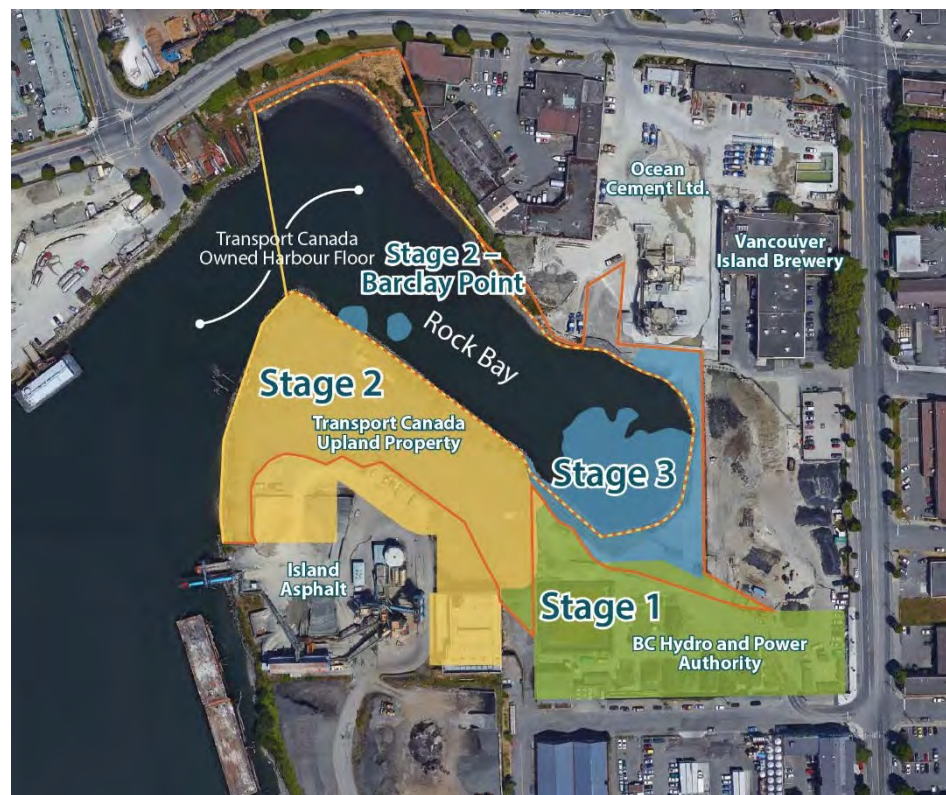 Ocean
Cement Ltd.
Transport Canada
Owned Harbour Floor
Vancouver
Island Brewery
Stage 2 –
Barclay Point
Rock Bay
Stage 2
Transport Canada
Upland Property
Stage 3
Island
Asphalt
Stage 1
BC Hydro and Power
Authority